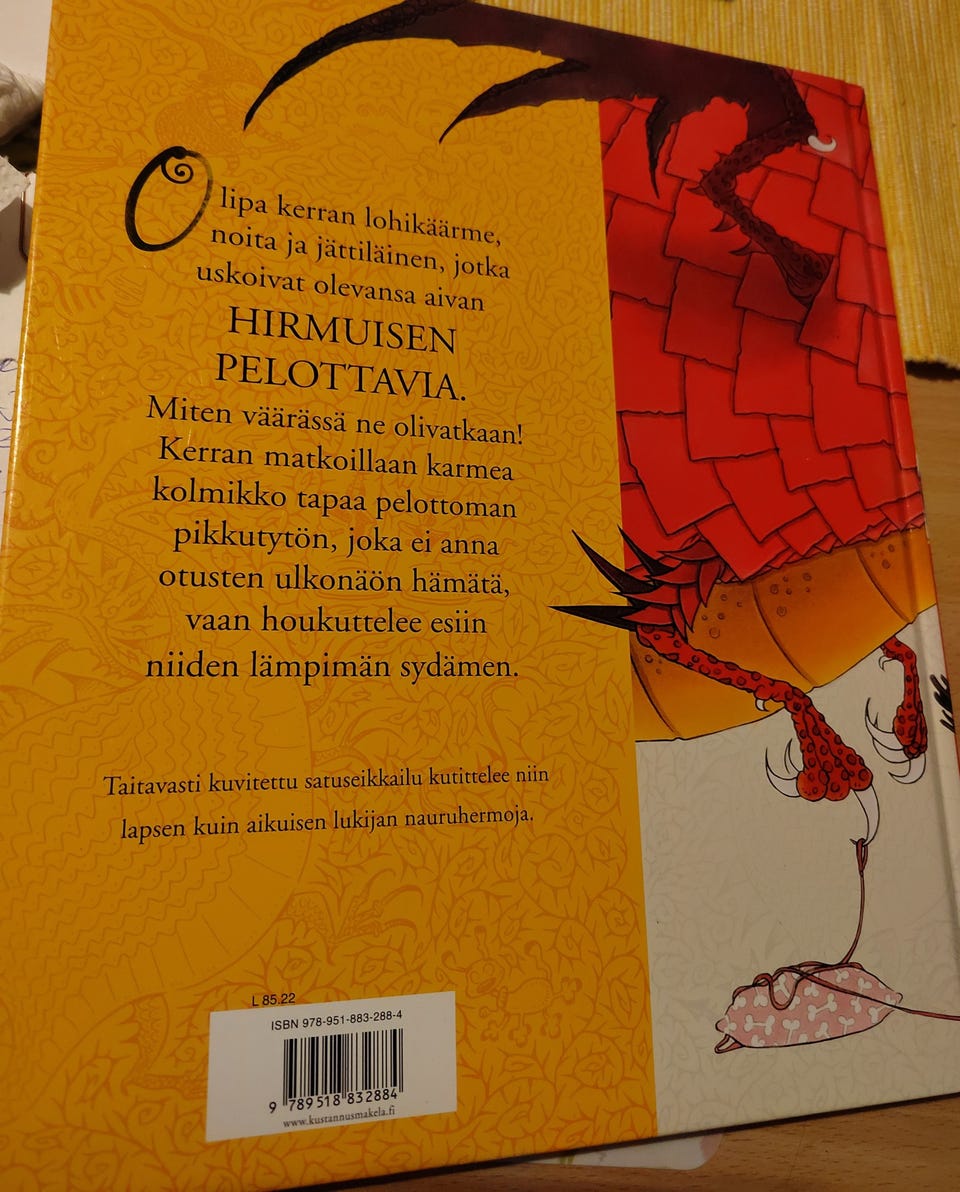 Olipa kerran lohikäärme,
noita ja jättiläinen, jotka
uskoivat olevansa aivan
HIRMUISEN
PELOTTAVIA.
Miten väärässä ne olivatkaan!
Kerran matkoillaan karmea
kolmikko tapaa pelottoman
pikkutytön, joka ei anna
otusten ulkonäön hämätä,
vaan houkuttelee esiin
niiden lämpimän sydämen.
Taitavasti kuvitettu satuseikkailu kutittelee niin
lapsen kuin aikuisen lukijan nauruhermoja.
L 85.22
ISBN 978-951-883-288-4
9 789518 832884
www.kustannusmakela.fi